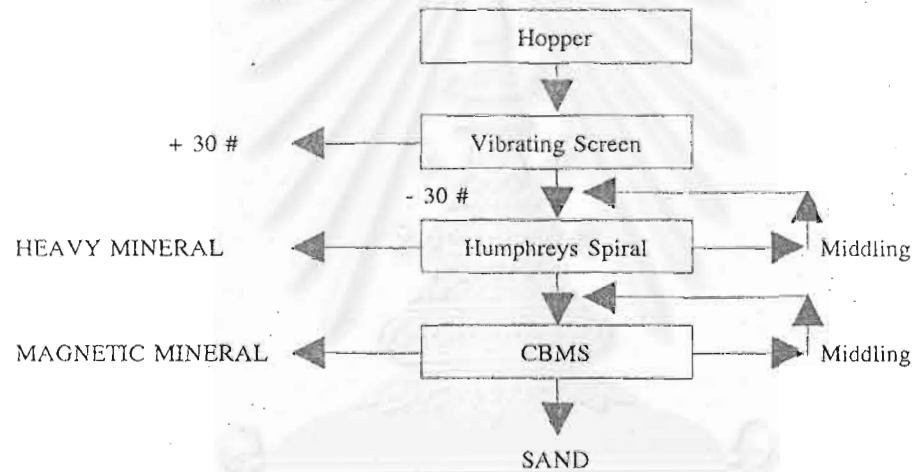 Hopper
+ 30 #
Vibrating Screen
- 30 #
HEAVY MINERAL
Humphreys Spiral
Middling
MAGNETIC MINERAL
CBMS
Middling
SAND